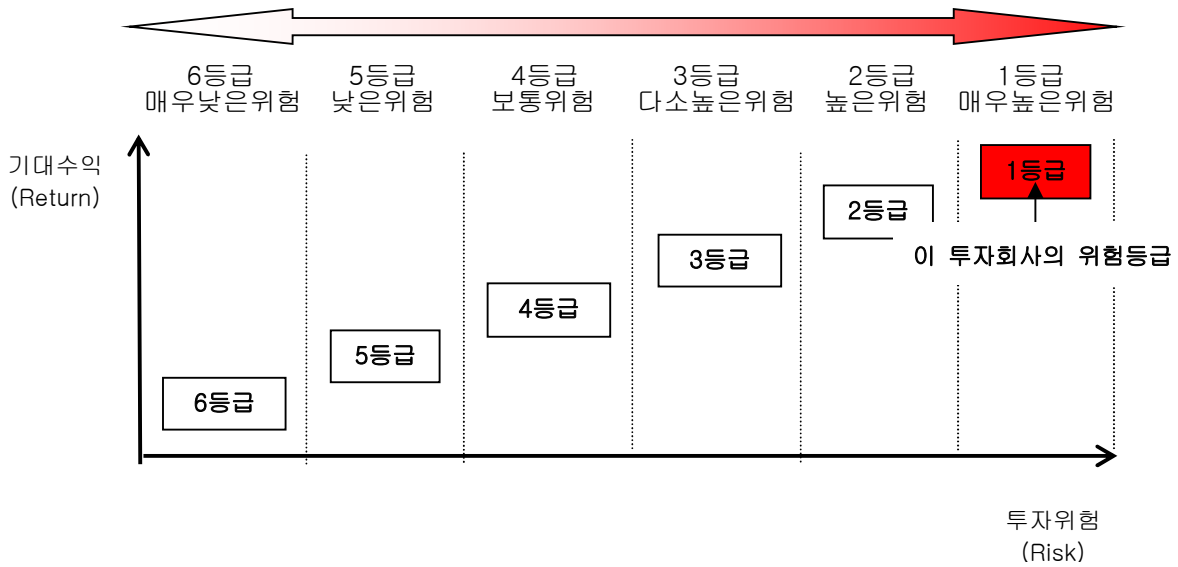 6등급 5등급 4등급 3등급 2등급 1등급
매우낮은위험 낮은위험 보통위험 다소높은위험 높은위험 매우높은위험
기대수익
(Return)
1등급
2등급
이 투자회사의 위험등급
3등급
4등급
5등급
6등급
투자위험
(Risk)